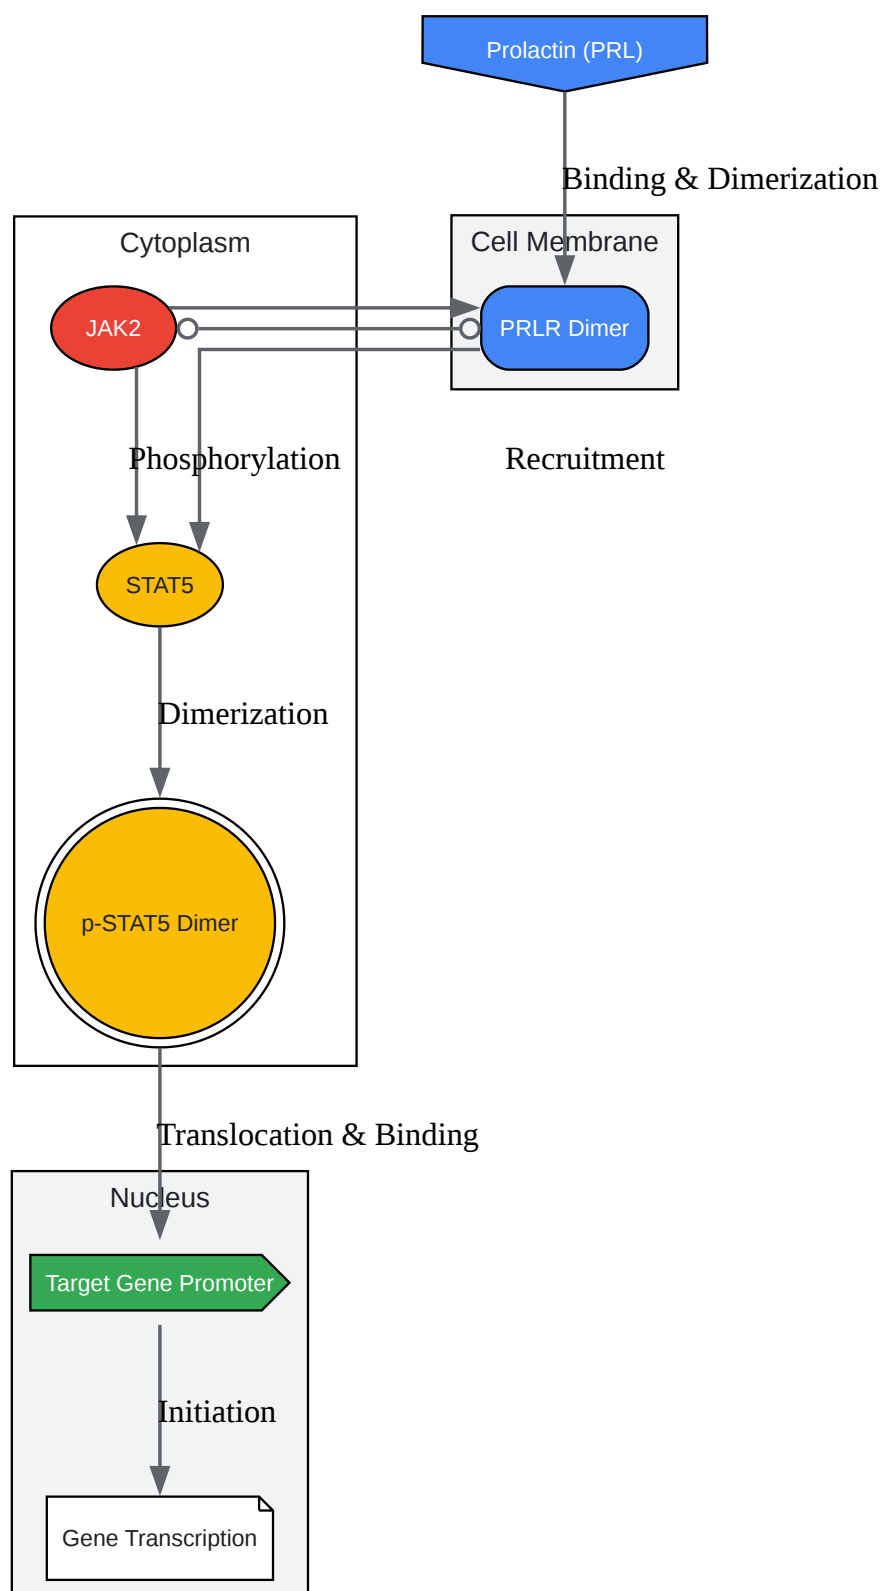 Prolactin (PRL)
Binding & Dimerization
Cytoplasm
Cell Membrane
JAK2
PRLR Dimer
Phosphorylation
Recruitment
STAT5
Dimerization
p-STAT5 Dimer
Translocation & Binding
Nucleus
Target Gene Promoter
Initiation
Gene Transcription